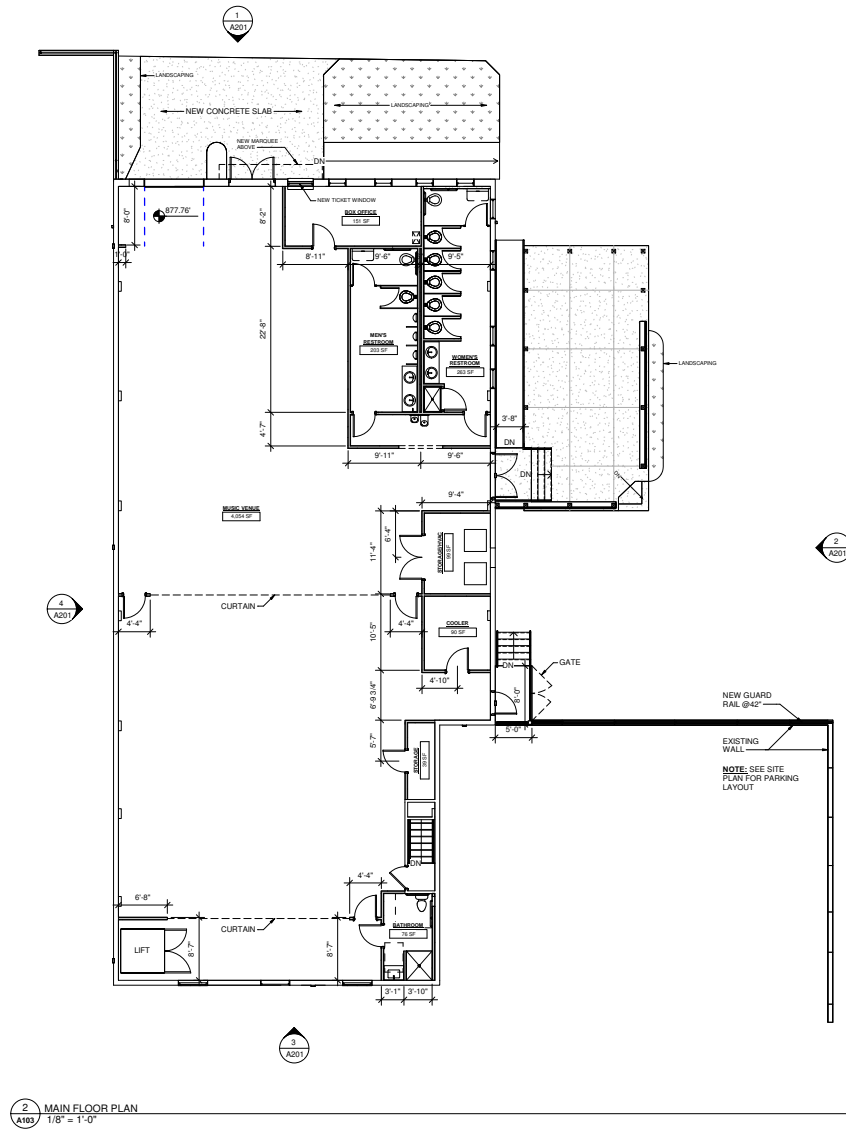 1
A201
LANDSCAPING
NEW CONCRETE SLAB
LANDSCAPING
NEW MARQUEE
ABOVE
DN
NEW TICKET WINDOW
877.76'
8'-0"
8'-2"
BOX OFFICE
151 SF
1'-0"
8'-11"
9'-6"
9'-5"
22'-8"
MEN'S
RESTROOM
203 SF
WOMEN'S
RESTROOM
263 SF
LANDSCAPING
3'-8"
4'-7"
DN
9'-11"
9'-6"
DN
DN
9'-4"
MUSIC VENUE
4,054 SF
6'-4"
11'-4"
STORAGE/HVAC
99 SF
2
A201
4
A201
CURTAIN
4'-4"
4'-4"
10'-5"
COOLER
90 SF
DN
GATE
4'-10"
8'-0"
6'-9 3/4"
5'-0"
NEW GUARD
RAIL @42"
EXISTING
WALL
NOTE: SEE SITE
PLAN FOR PARKING
LAYOUT
5'-7"
STORAGE
39 SF
DN
4'-4"
6'-8"
CURTAIN
BATHROOM
76 SF
LIFT
8'-7"
8'-7"
3'-1"
3'-10"
3
A201
2
A103
MAIN FLOOR PLAN
1/8" = 1'-0"